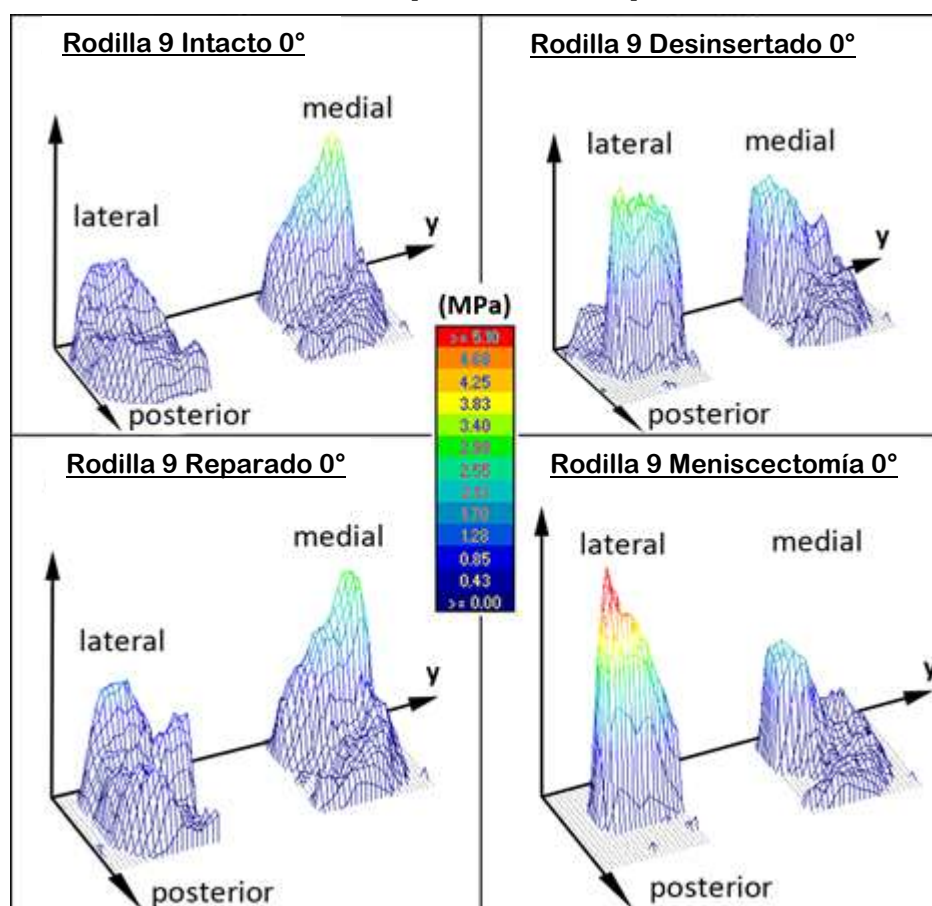 Rodilla 9 Intacto 0°
medial
lateral
y
posterior
Rodilla 9 Desinsertado 0°
lateral
medial
y
posterior
(MPa)
>= 5.10
4.68
4.25
3.83
3.40
2.98
2.55
2.13
1.70
1.28
0.85
0.43
>= 0.00
Rodilla 9 Reparado 0°
medial
lateral
y
posterior
Rodilla 9 Meniscectomía 0°
lateral
medial
y
posterior